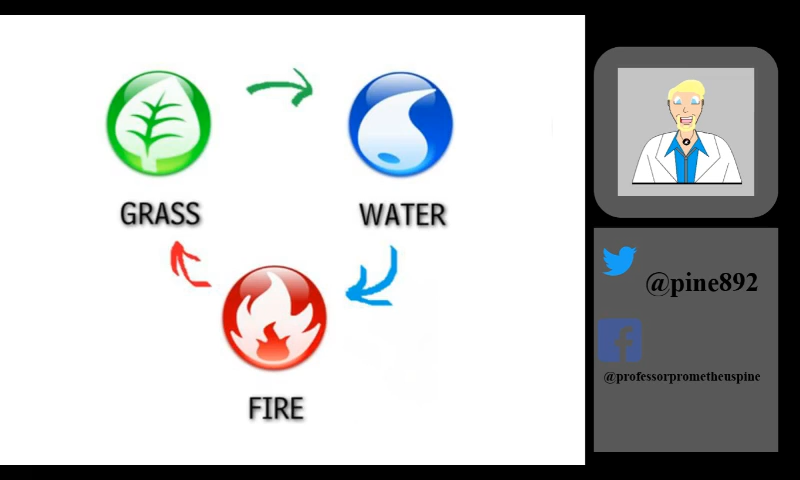 GRASS
WATER
FIRE
@pine892
@professorprometheuspine